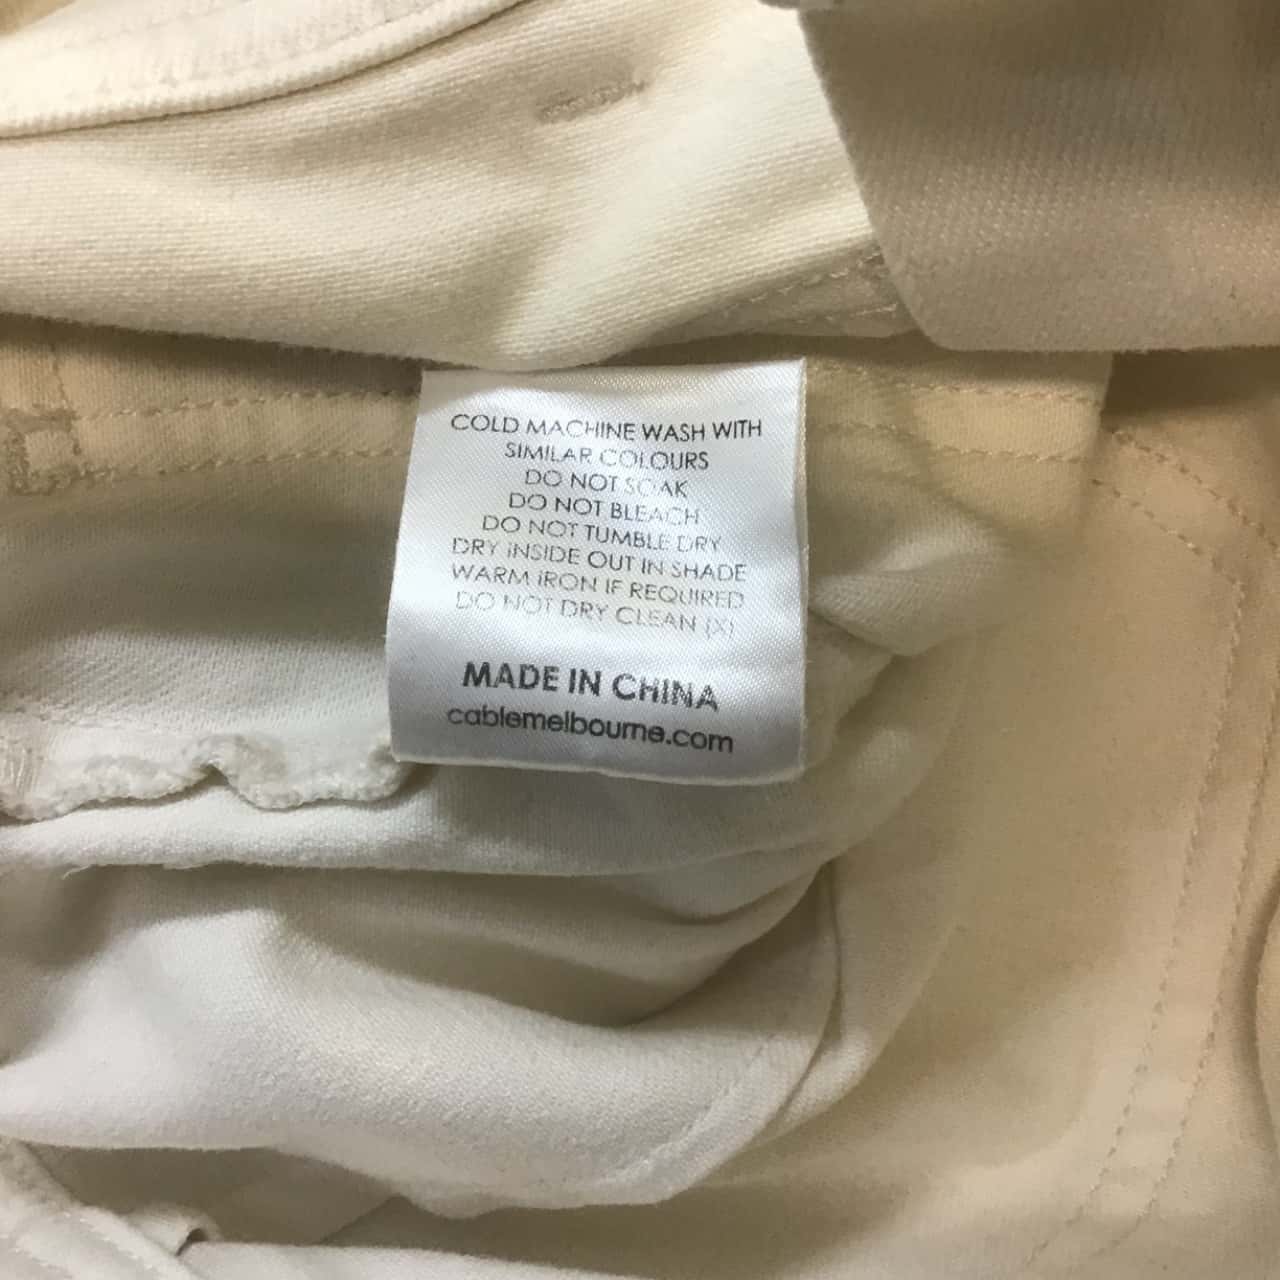 COLD MACHINE WASH WITH
SIMILAR COLOURS
DO NOT SOAK
DO NOT BLEACH
DO NOT TUMBLE DRY
DRY INSIDE OUT IN SHADE
WARM IRON IF REQUIRED
DO NOT DRY CLEAN (X)
MADE IN CHINA
cablemelbourne.com